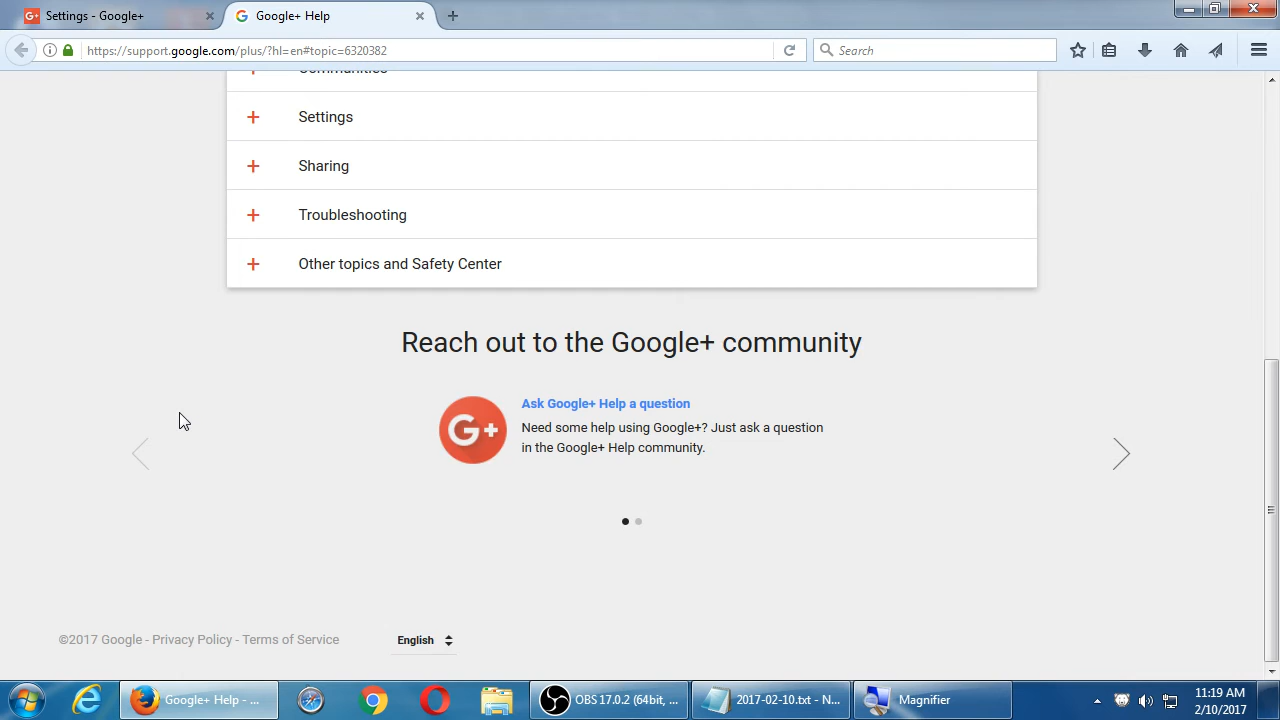 Settings - Google+
Google+ Help
https://support.google.com/plus/?hl=en#topic=6320382
Search
Communities
Settings
Sharing
Troubleshooting
Other topics and Safety Center
Reach out to the Google+ community
Ask Google+ Help a question
Need some help using Google+? Just ask a question
in the Google+ Help community.
©2017 Google - Privacy Policy - Terms of Service
English
Google+ Help - ...
OBS 17.0.2 (64bit, ...
2017-02-10.txt - N...
Magnifier
11:19 AM
2/10/2017